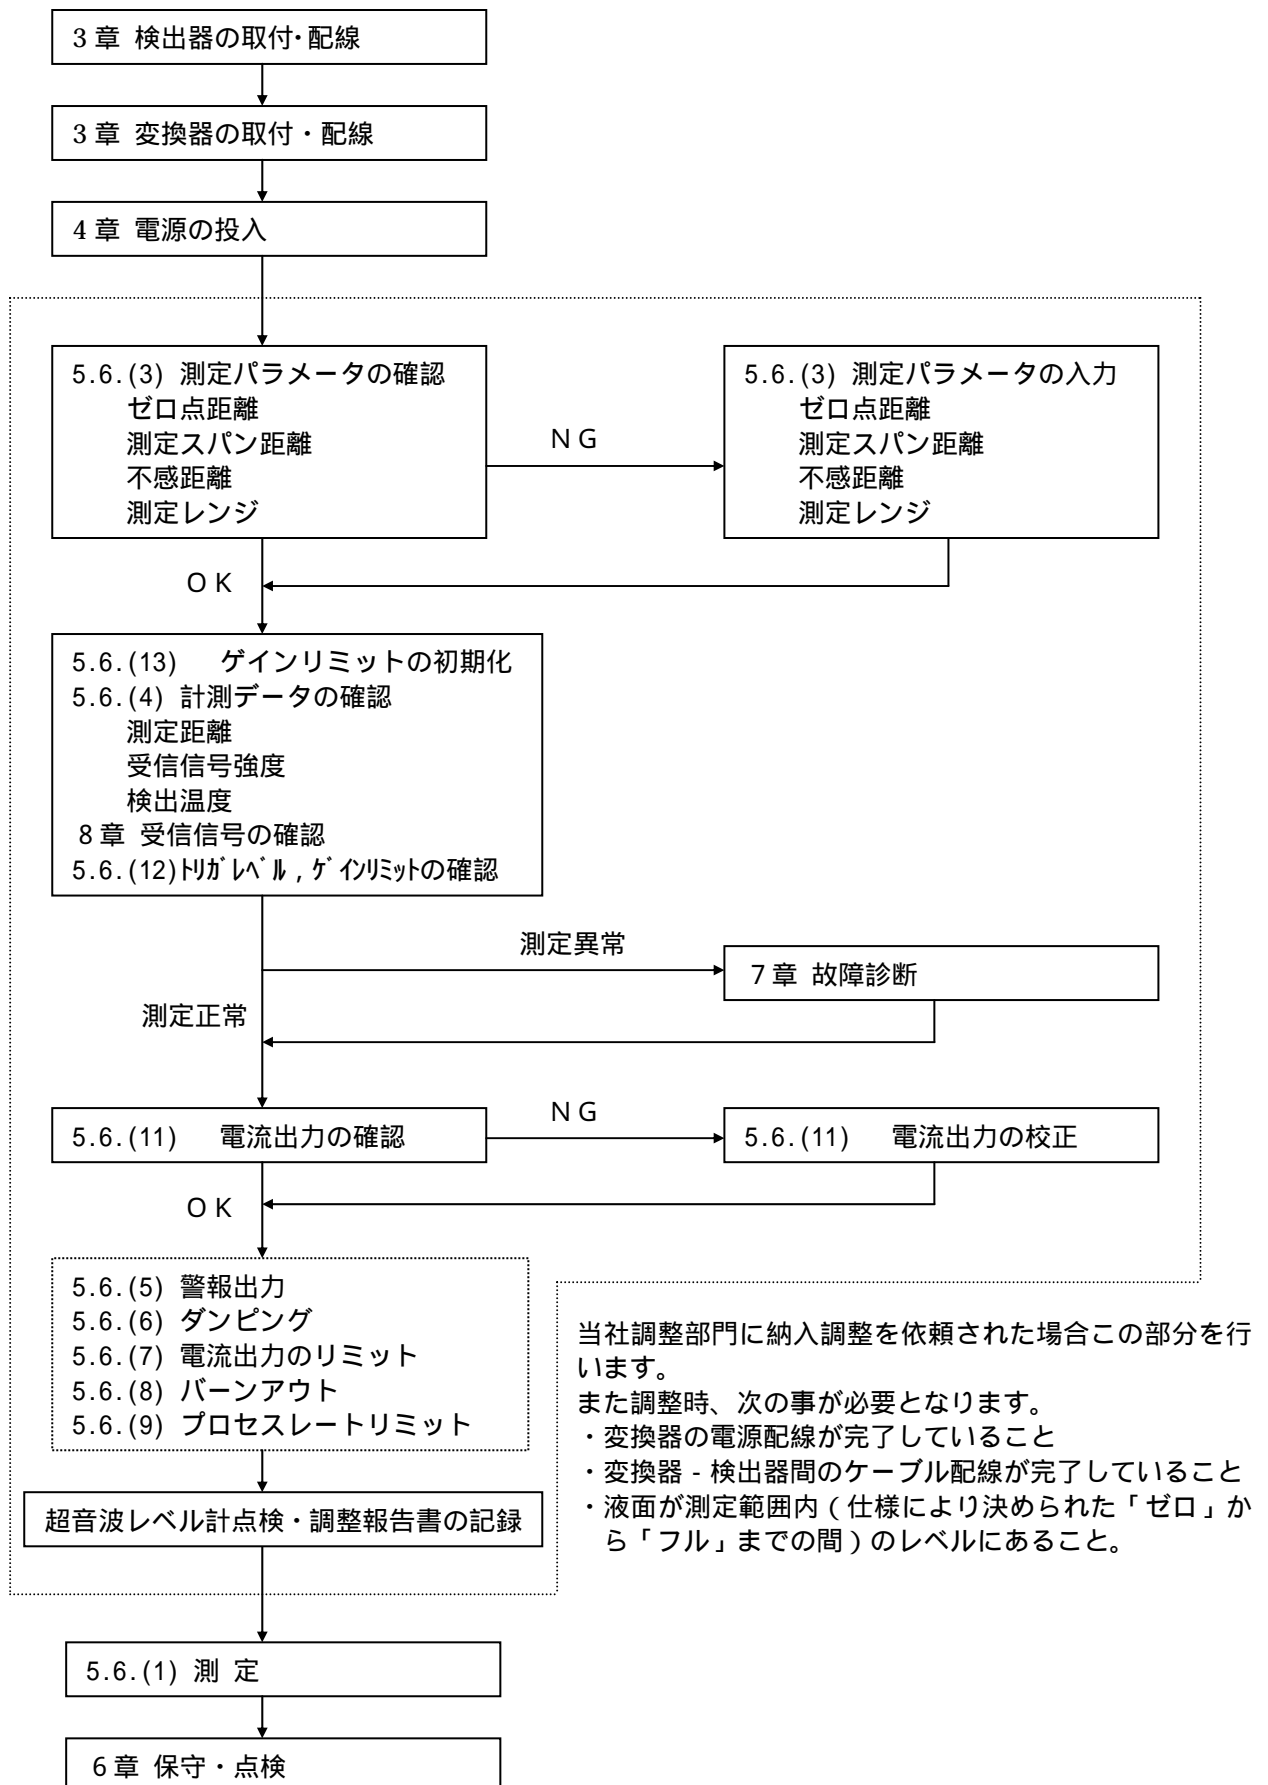 3章 検出器の取付・配線
3章 変換器の取付・配線
4章 電源の投入
5.6.(3) 測定パラメータの確認
ゼロ点距離
測定スパン距離
不感距離
測定レンジ
NG
5.6.(3) 測定パラメータの入力
ゼロ点距離
測定スパン距離
不感距離
測定レンジ
OK
5.6.(13) ゲインリミットの初期化
5.6.(4) 計測データの確認
測定距離
受信信号強度
検出温度
8章 受信信号の確認
5.6.(12)トリガレベル,ゲインリミットの確認
測定異常
7章 故障診断
測定正常
5.6.(11) 電流出力の確認
NG
5.6.(11) 電流出力の校正
OK
5.6.(5) 警報出力
5.6.(6) ダンピング
5.6.(7) 電流出力のリミット
5.6.(8) バーンアウト
5.6.(9) プロセスレートリミット
超音波レベル計点検・調整報告書の記録
当社調整部門に納入調整を依頼された場合この部分を行
います。
また調整時、次の事が必要となります。
・変換器の電源配線が完了していること
・変換器-検出器間のケーブル配線が完了していること
・液面が測定範囲内(仕様により決められた「ゼロ」か
ら「フル」までの間)のレベルにあること。
5.6.(1) 測 定
6章 保守・点検